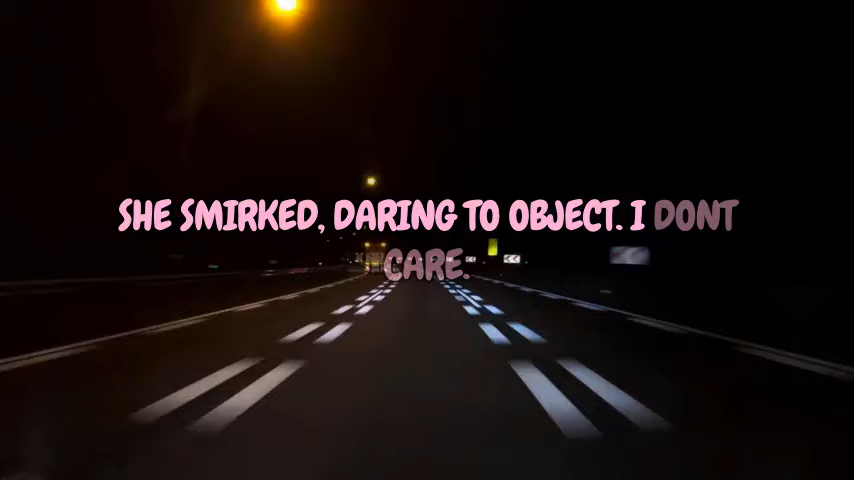 SHE SMIRKED, DARING TO OBJECT. I DONT
CARE.